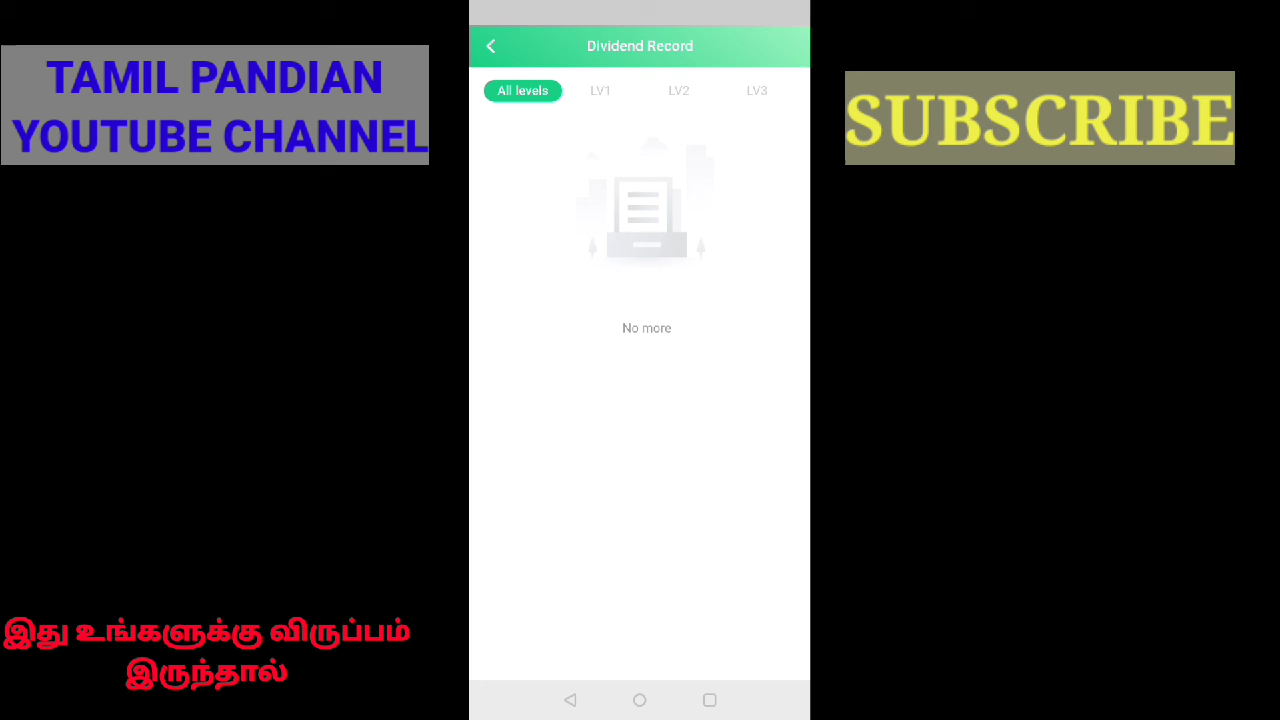 TAMIL PANDIAN
YOUTUBE CHANNEL
Dividend Record
All levels LV1 LV2 LV3
No more
SUBSCRIBE
இது உங்களுக்கு விருப்பம்
இருந்தால்